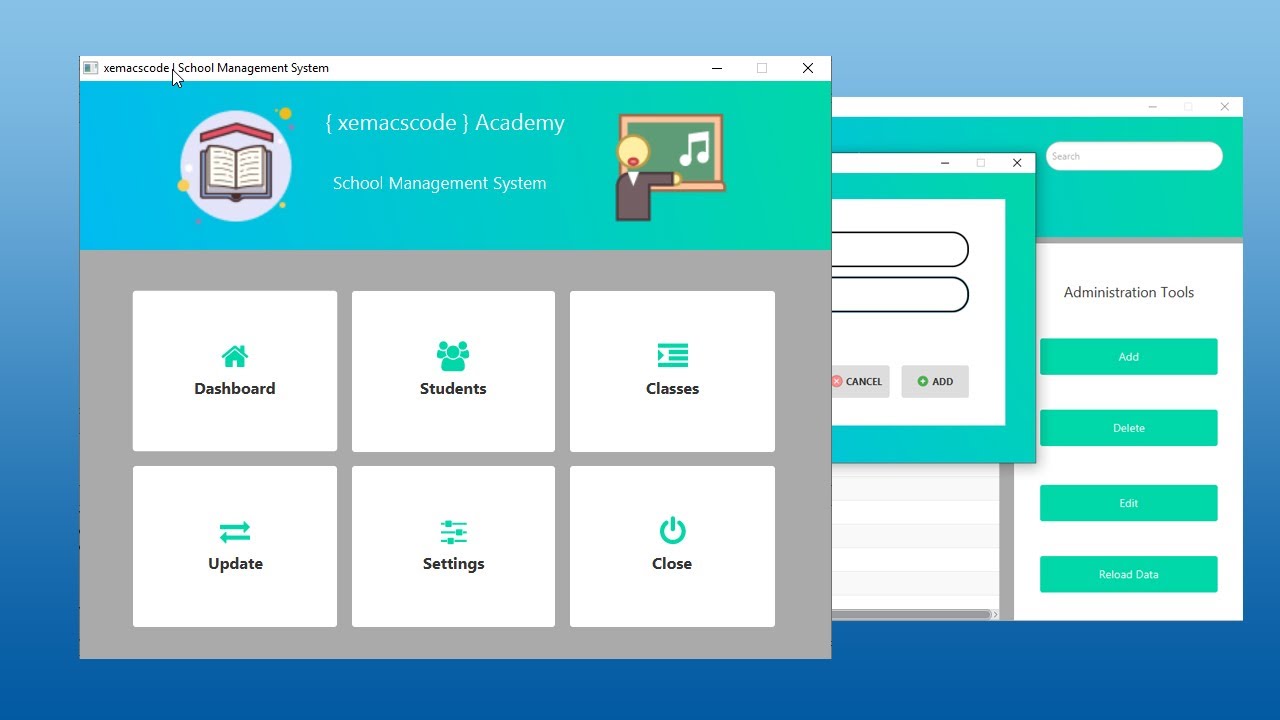 xemacscode | School Management System
{ xemacscode } Academy
School Management System
Dashboard
Students
Classes
Update
Settings
Close
CANCEL
ADD
Search
Administration Tools
Add
Delete
Edit
Reload Data